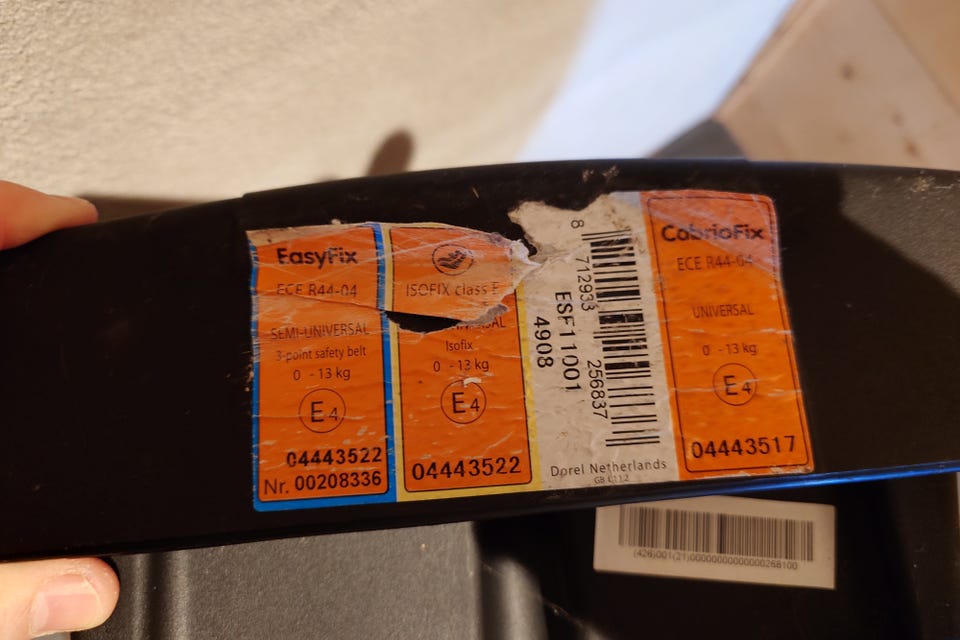 EasyFix
ECE R44-04
SEMI-UNIVERSAL
3-point safety belt
0 - 13 kg
E4
04443522
Nr. 00208336
ISOFIX class E
Isofix
0 - 13 kg
E4
04443522
8 712933 256837
ESF11001
4908
Dorel Netherlands
CabrioFix
ECE R44-04
UNIVERSAL
0 - 13 kg
E4
04443517